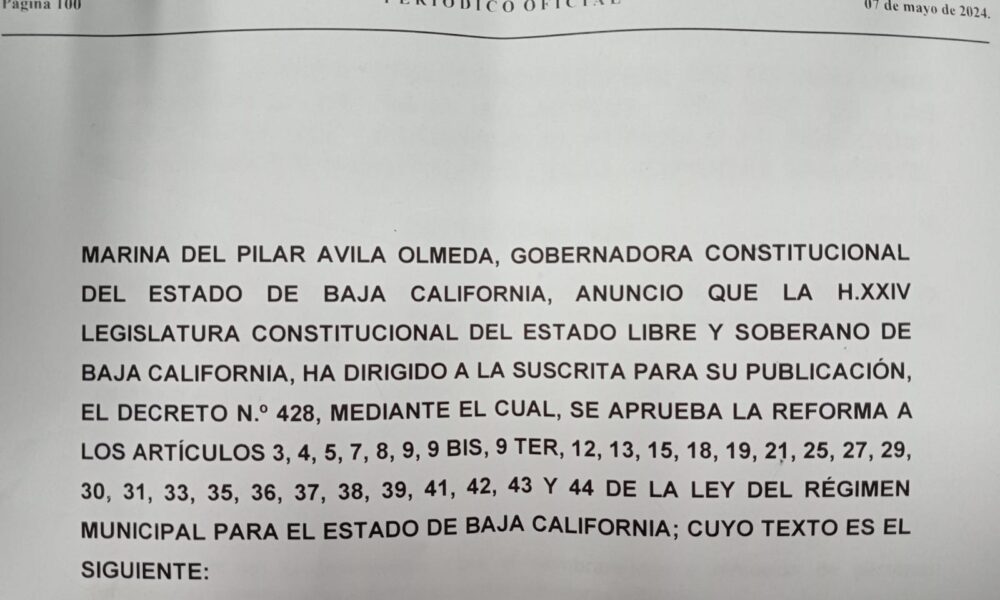 Página 100
PERIÓDICO OFICIAL
07 de mayo de 2024.
MARINA DEL PILAR AVILA OLMEDA, GOBERNADORA CONSTITUCIONAL
DEL ESTADO DE BAJA CALIFORNIA, ANUNCIO QUE LA H.XXIV
LEGISLATURA CONSTITUCIONAL DEL ESTADO LIBRE Y SOBERANO DE
BAJA CALIFORNIA, HA DIRIGIDO A LA SUSCRITA PARA SU PUBLICACIÓN,
EL DECRETO N.º 428, MEDIANTE EL CUAL, SE APRUEBA LA REFORMA A
LOS ARTÍCULOS 3, 4, 5, 7, 8, 9, 9 BIS, 9 TER, 12, 13, 15, 18, 19, 21, 25, 27, 29,
30, 31, 33, 35, 36, 37, 38, 39, 41, 42, 43 Y 44 DE LA LEY DEL RÉGIMEN
MUNICIPAL PARA EL ESTADO DE BAJA CALIFORNIA; CUYO TEXTO ES EL
SIGUIENTE: